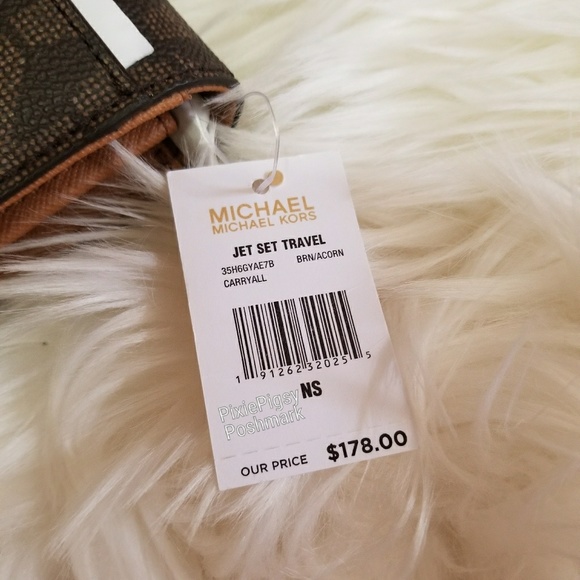 MICHAEL
MICHAEL KORS
JET SET TRAVEL
35H6GYAE7B BRN/ACORN
CARRYALL
1 91262 32025 5
NS
PixiePigsy
Poshmark
OUR PRICE $178.00